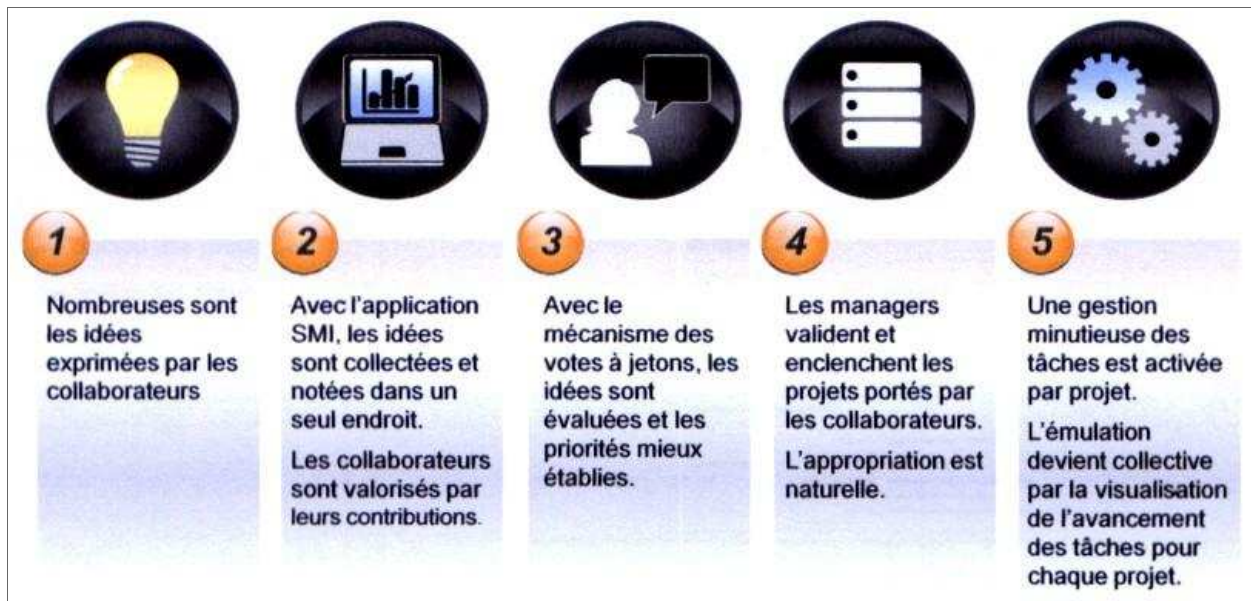 1
Nombreuses sont
les idées
exprimées par les
collaborateurs
2
Avec l'application
SMI, les idées
sont collectées et
notées dans un
seul endroit.
Les collaborateurs
sont valorisés par
leurs contributions.
3
Avec le
mécanisme des
votes à jetons, les
idées sont
évaluées et les
priorités mieux
établies.
4
Les managers
valident et
enclenchent les
projets portés par
les collaborateurs.
L'appropriation est
naturelle.
5
Une gestion
minutieuse des
tâches est activée
par projet.
L'émulation
devient collective
par la visualisation
de l'avancement
des tâches pour
chaque projet.